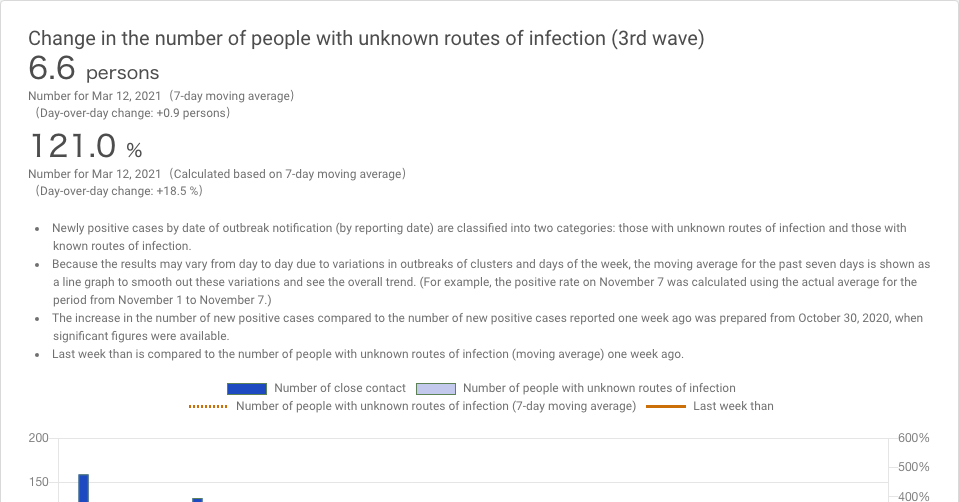 Change in the number of people with unknown routes of infection (3rd wave)
6.6 persons
Number for Mar 12, 2021（7-day moving average）
（Day-over-day change: +0.9 persons）
121.0 %
Number for Mar 12, 2021（Calculated based on 7-day moving average）
（Day-over-day change: +18.5 %）
• Newly positive cases by date of outbreak notification (by reporting date) are classified into two categories: those with unknown routes of infection and those with
known routes of infection.
• Because the results may vary from day to day due to variations in outbreaks of clusters and days of the week, the moving average for the past seven days is shown as
a line graph to smooth out these variations and see the overall trend. (For example, the positive rate on November 7 was calculated using the actual average for the
period from November 1 to November 7.)
• The increase in the number of new positive cases compared to the number of new positive cases reported one week ago was prepared from October 30, 2020, when
significant figures were available.
• Last week than is compared to the number of people with unknown routes of infection (moving average) one week ago.
Number of close contact Number of people with unknown routes of infection
Number of people with unknown routes of infection (7-day moving average) Last week than
200 600%
500%
150
400%